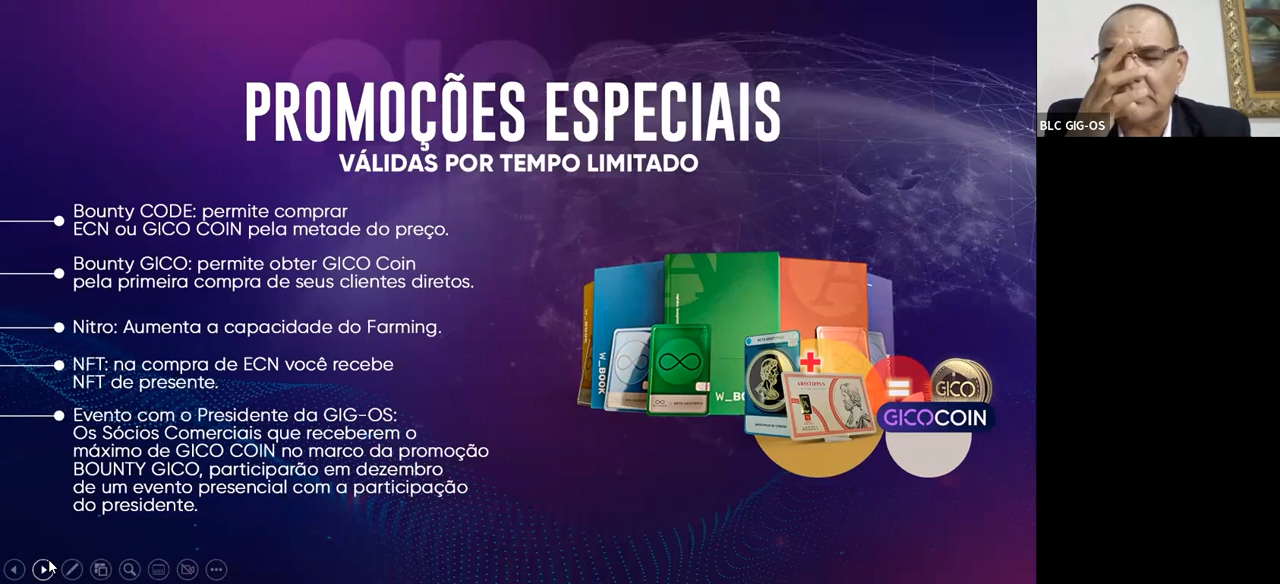 PROMOÇÕES ESPECIAIS
VÁLIDAS POR TEMPO LIMITADO
Bounty CODE: permite comprar
ECN ou GICO COIN pela metade do preço.
Bounty GICO: permite obter GICO Coin
pela primeira compra de seus clientes diretos.
Nitro: Aumenta a capacidade do Farming.
NFT: na compra de ECN você recebe
NFT de presente.
Evento com o Presidente da GIG-OS:
Os Sócios Comerciais que receberem o
máximo de GICO COIN no marco da promoção
BOUNTY GICO, participarão em dezembro
de um evento presencial com a participação
do presidente.
W_BOOK
W_BO
GICO
GICOCOIN
BLC GIG-OS